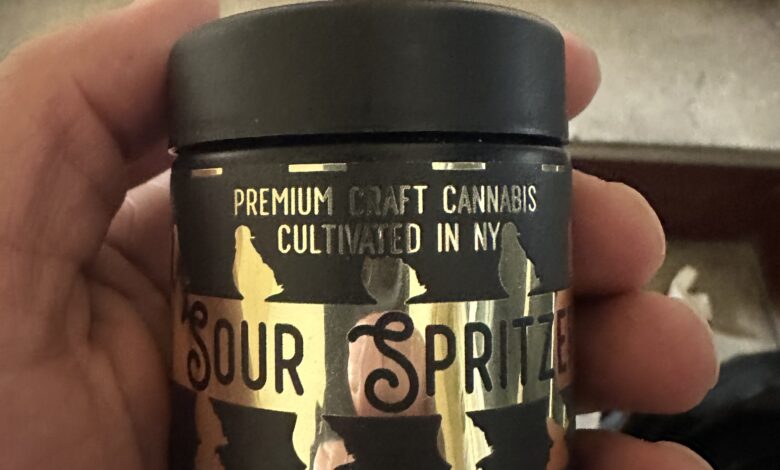 PREMIUM CRAFT CANNABIS
CULTIVATED IN NY
SOUR SPRITZE